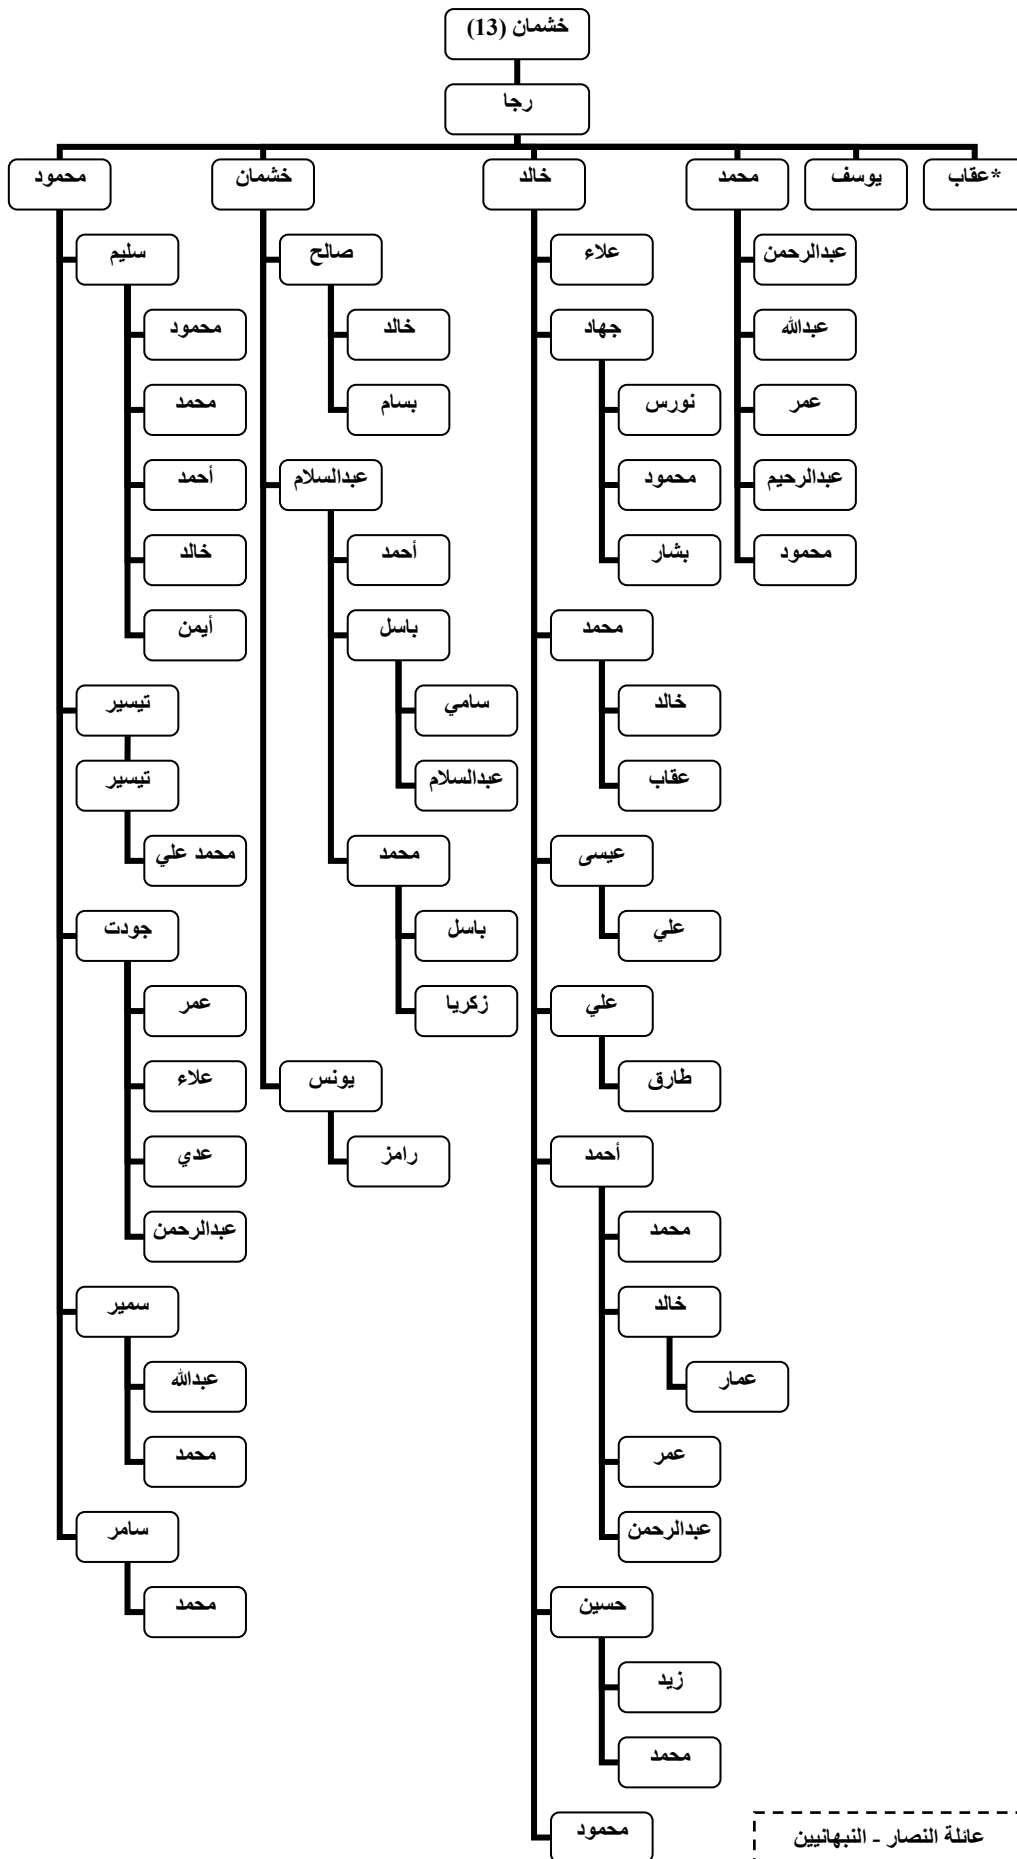 خشمان (13)
رجا
*عقاب
يوسف
محمد
خالد
خشمان
محمود
عبدالرحمن
عبدالله
عمر
عبدالرحيم
محمود
علاء
جهاد
نورس
محمود
بشار
محمد
خالد
عقاب
عيسى
علي
علي
طارق
أحمد
محمد
خالد
عمار
عمر
عبدالرحمن
حسين
زيد
محمد
محمود
صالح
خالد
بسام
عبدالسلام
أحمد
باسل
سامي
عبدالسلام
محمد
باسل
زكريا
يونس
رامز
سليم
محمود
محمد
أحمد
خالد
أيمن
تيسير
تيسير
محمد علي
جودت
عمر
علاء
عدي
عبدالرحمن
سمير
عبدالله
محمد
سامر
محمد
عائلة النصار - النبهانيين